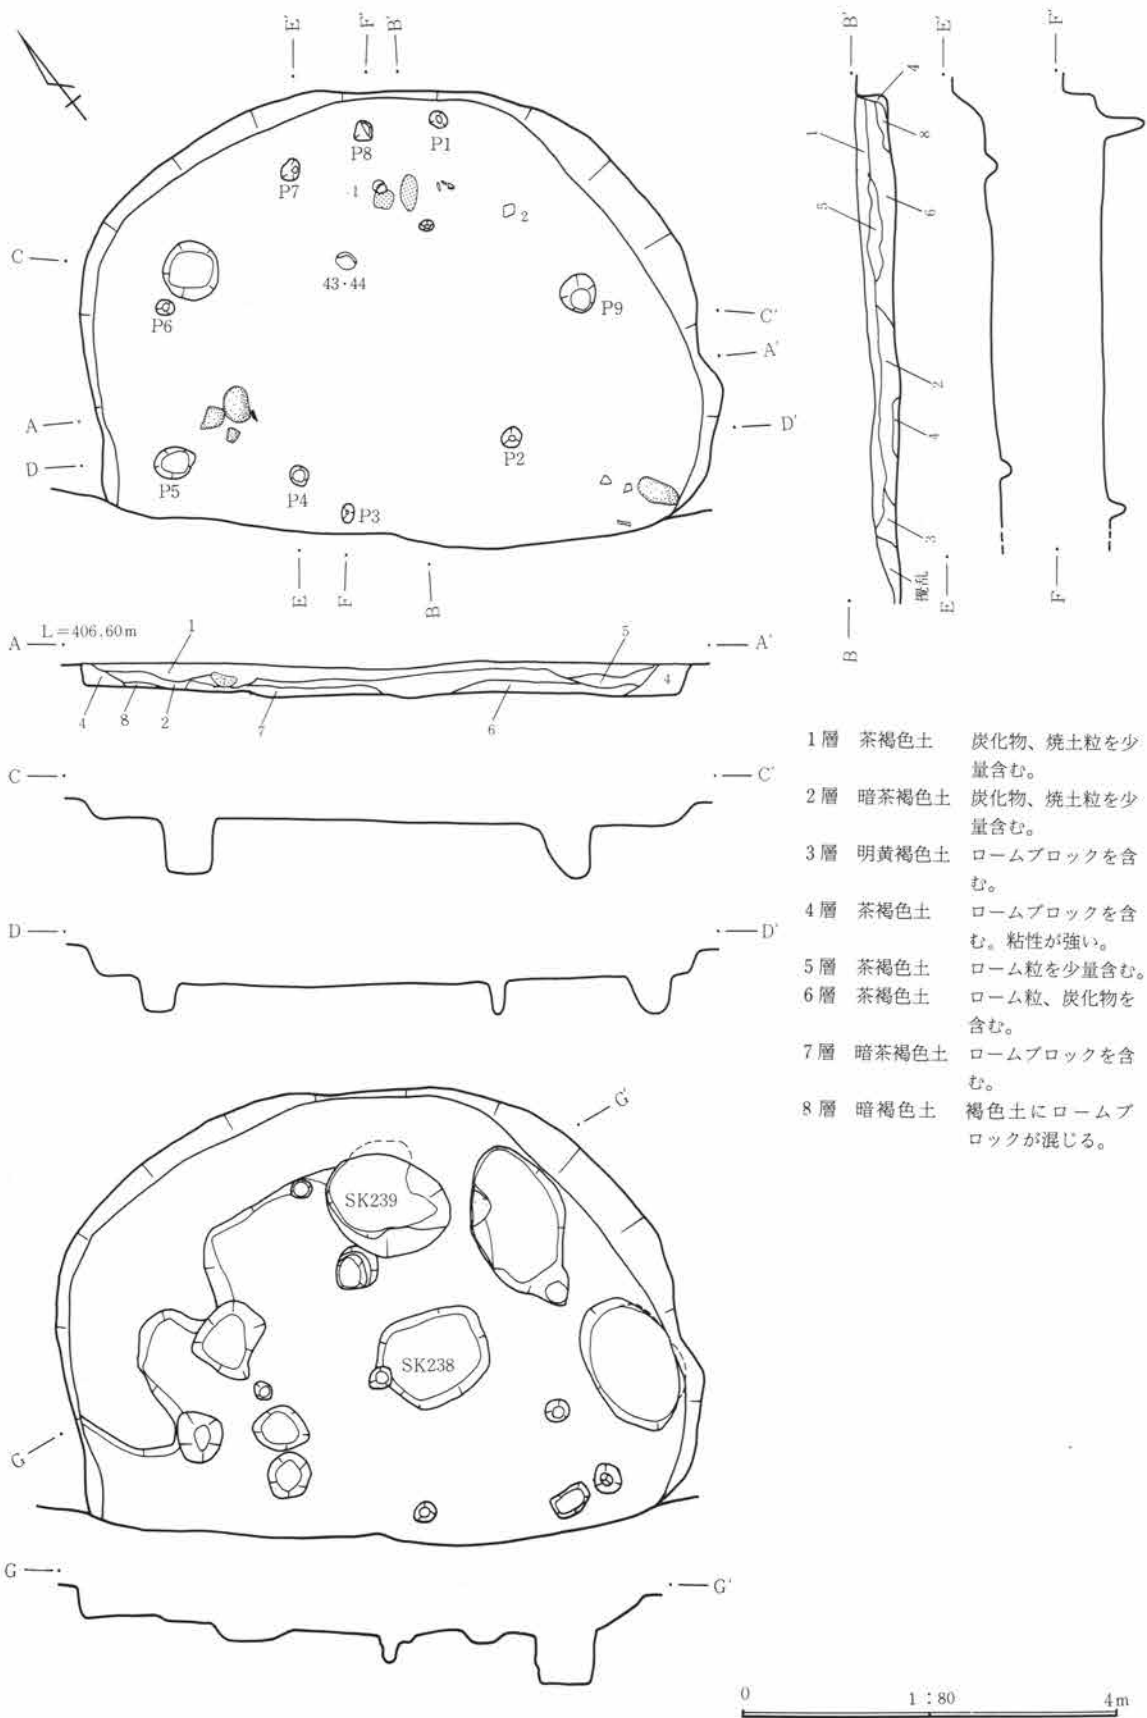 E'
F'
B'
P1
P8
P7
1
2
C
43・44
P6
P9
C'
A'
A
D'
D
P2
P5
P4
P3
E
F
B
B'
E'
F'
4
1
8
5
6
2
4
3
攪乱
E
F
B
A
L=406.60m
1
5
A'
4
4
8
2
7
6
C
C'
D
D'
1層 茶褐色土 炭化物、焼土粒を少
量含む。
2層 暗茶褐色土 炭化物、焼土粒を少
量含む。
3層 明黄褐色土 ロームブロックを含
む。
4層 茶褐色土 ロームブロックを含
む。粘性が強い。
5層 茶褐色土 ローム粒を少量含む。
6層 茶褐色土 ローム粒、炭化物を
含む。
7層 暗茶褐色土 ロームブロックを含
む。
8層 暗褐色土 褐色土にロームブ
ロックが混じる。
G'
SK239
SK238
G
G
G'
0 1:80 4m